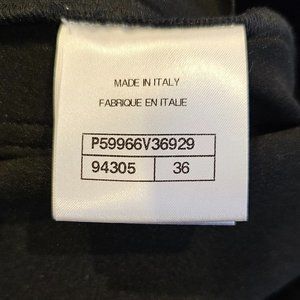 MADE IN ITALY
FABRIQUE EN ITALIE
P59966V36929
94305 36